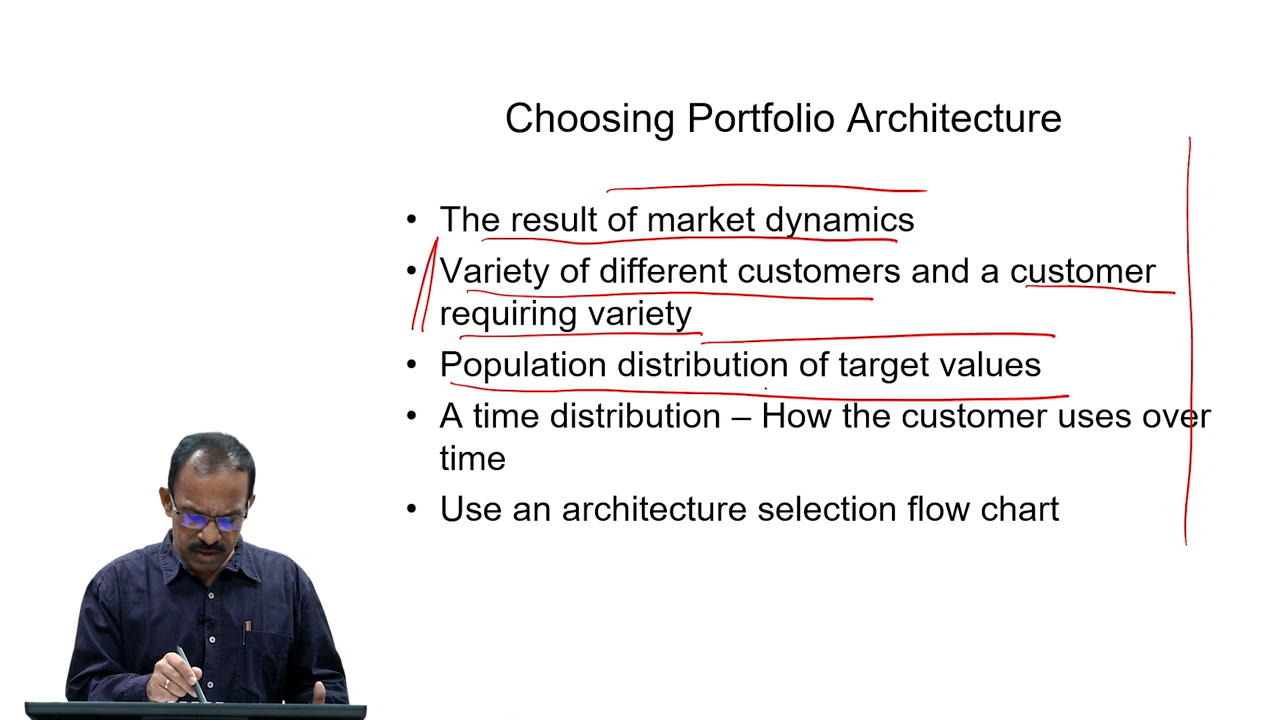 Choosing Portfolio Architecture
• The result of market dynamics
• Variety of different customers and a customer
requiring variety
• Population distribution of target values
• A time distribution – How the customer uses over
time
• Use an architecture selection flow chart